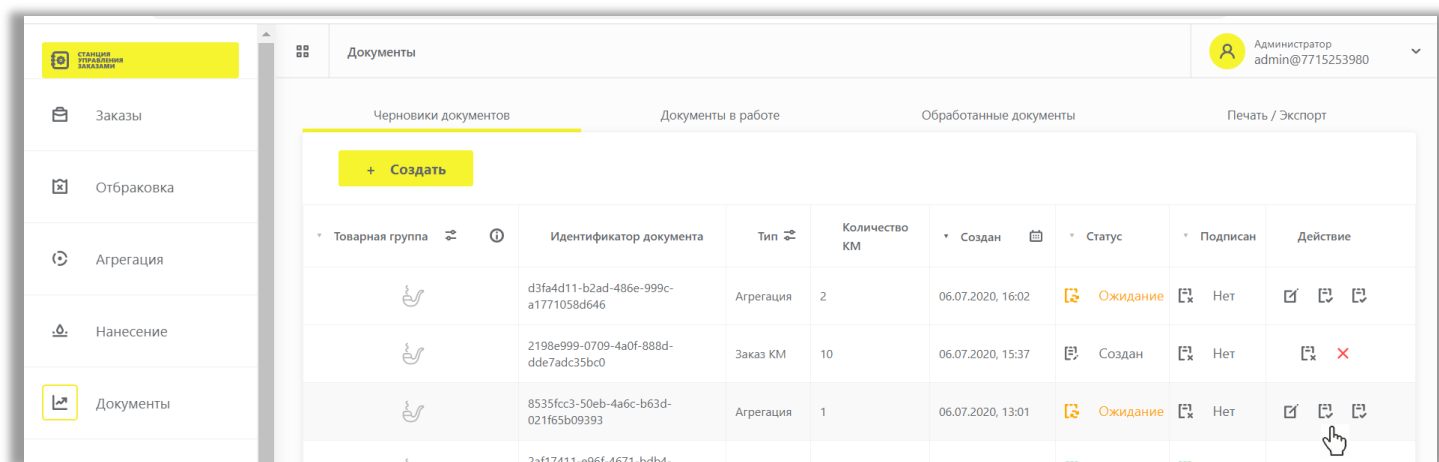 СТАНЦИЯ
УПРАВЛЕНИЯ
ЗАКАЗАМИ
Документы
Администратор
admin@7715253980
Заказы
Отбраковка
Агрегация
Нанесение
Документы
Черновики документов
Документы в работе
Обработанные документы
Печать / Экспорт
+ Создать
Товарная группа
Идентификатор документа
Тип
Количество
КМ
Создан
Статус
Подписан
Действие
d3fa4d11-b2ad-486e-999c-
a1771058d646
Агрегация
2
06.07.2020, 16:02
Ожидание
Нет
2198e999-0709-4a0f-888d-
dde7adc35bc0
Заказ КМ
10
06.07.2020, 15:37
Создан
Нет
8535fcc3-50eb-4a6c-b63d-
021f65b09393
Агрегация
1
06.07.2020, 13:01
Ожидание
Нет